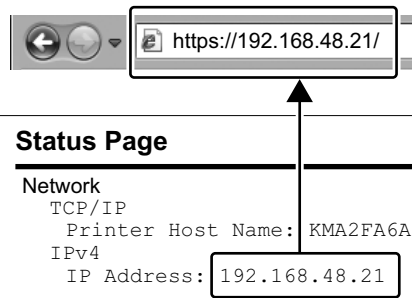 https://192.168.48.21/
Status Page
Network
TCP/IP
Printer Host Name: KMA2FA6A
IPv4
IP Address: 192.168.48.21